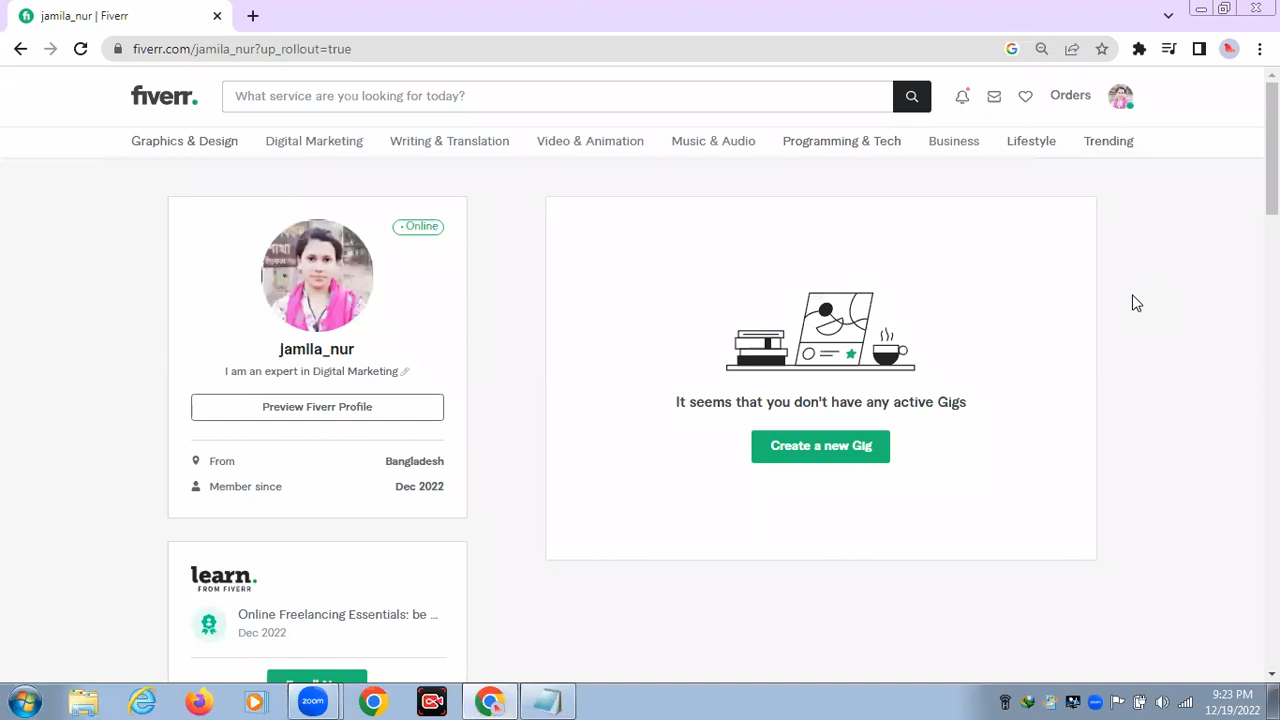 jamila_nur | Fiverr
fiverr.com/jamila_nur?up_rollout=true
fiverr.
What service are you looking for today?
Orders
Graphics & Design
Digital Marketing
Writing & Translation
Video & Animation
Music & Audio
Programming & Tech
Business
Lifestyle
Trending
Online
jamila_nur
I am an expert in Digital Marketing
Preview Fiverr Profile
From
Bangladesh
Member since
Dec 2022
It seems that you don't have any active Gigs
Create a new Gig
learn.
FROM FIVERR
Online Freelancing Essentials: be ...
Dec 2022
zoom
9:23 PM
12/19/2022